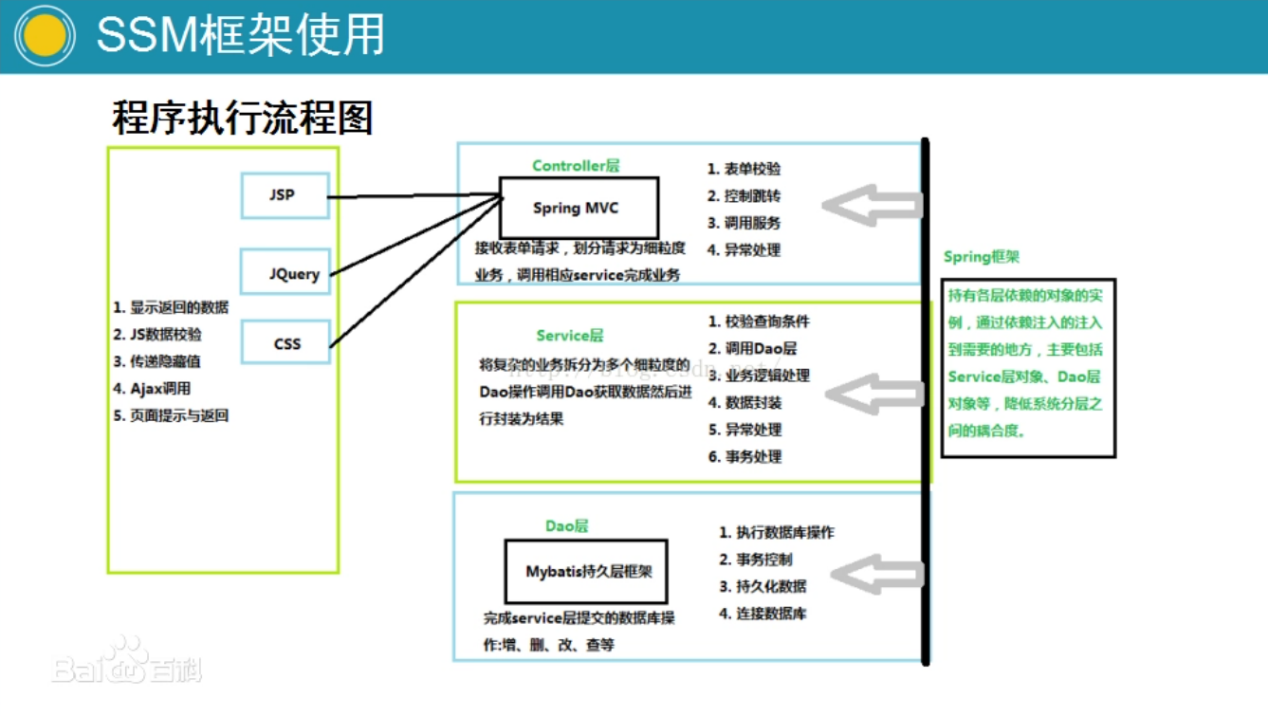 SSM框架使用
程序执行流程图
JSP
JQuery
CSS
1. 显示返回的数据
2. JS数据校验
3. 传递隐藏值
4. Ajax调用
5. 页面提示与返回
Controller层
Spring MVC
接收表单请求，划分请求为细粒度
业务，调用相应service完成业务
1. 表单校验
2. 控制跳转
3. 调用服务
4. 异常处理
Service层
将复杂的业务拆分为多个细粒度的
Dao操作调用Dao获取数据然后进
行封装为结果
http://blog.csdn.net/
1. 校验查询条件
2. 调用Dao层
3. 业务逻辑处理
4. 数据封装
5. 异常处理
6. 事务处理
Dao层
Mybatis持久层框架
完成service层提交的数据库操
作:增、删、改、查等
1. 执行数据库操作
2. 事务控制
3. 持久化数据
4. 连接数据库
Spring框架
持有各层依赖的对象的实
例，通过依赖注入的注入
到需要的地方，主要包括
Service层对象、Dao层
对象等，降低系统分层之
间的耦合度。
Baidu百科